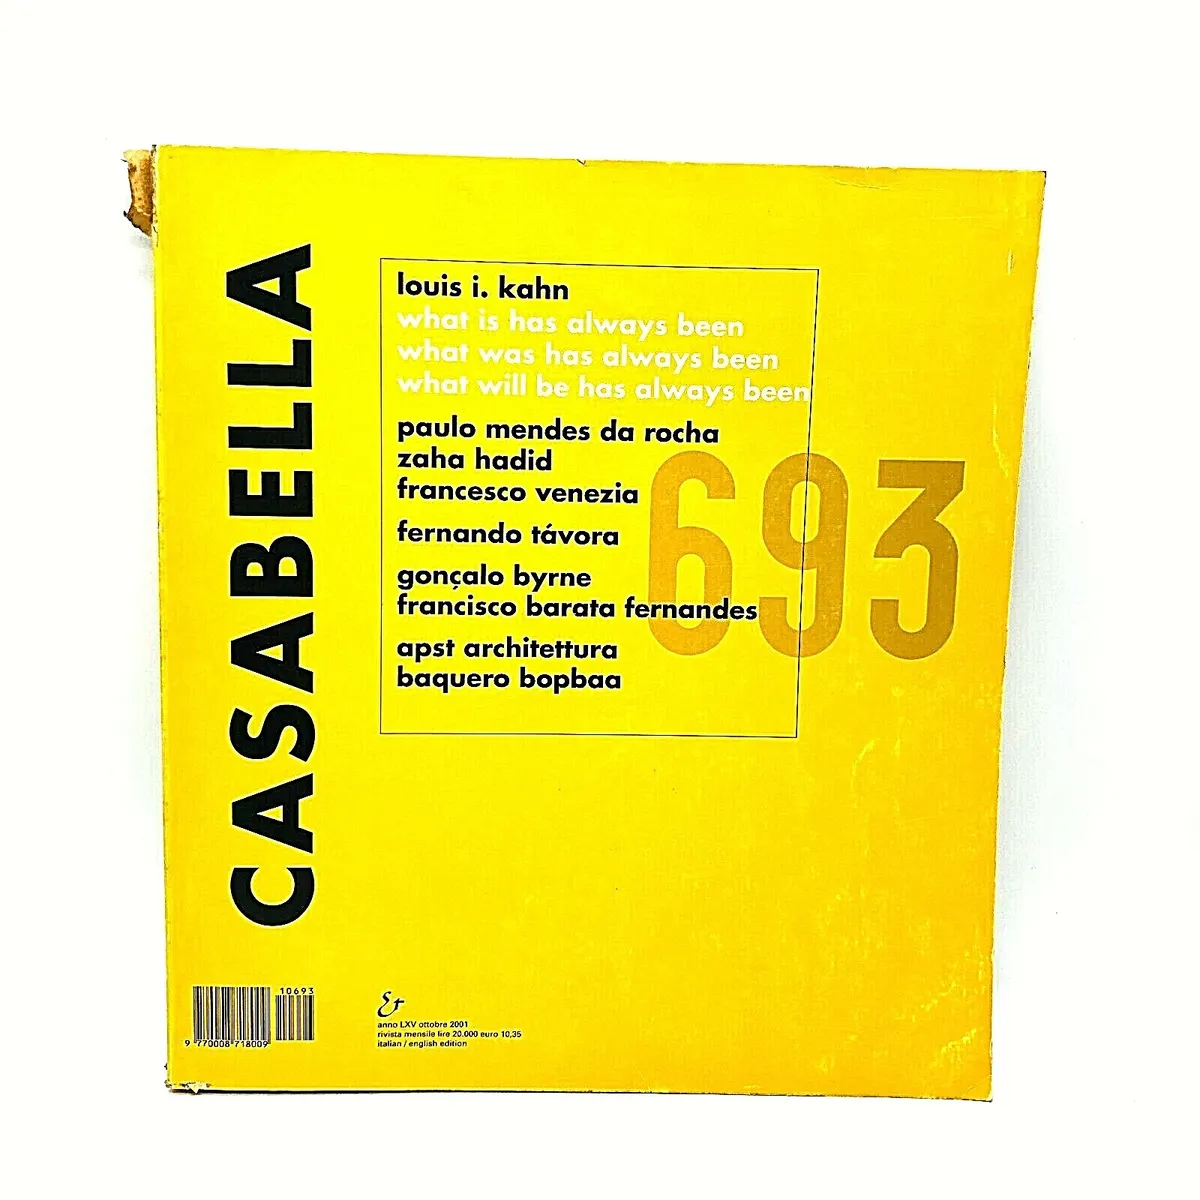 CASABELLA
louis i. kahn
what is has always been
what was has always been
what will be has always been
paulo mendes da rocha
zaha hadid
francesco venezia
fernando távora
gonçalo byrne
francisco barata fernandes
apst architettura
baquero bopbaa
693
10693
9 770008 718009
anno LXV ottobre 2001
rivista mensile lire 20.000 euro 10,35
italian / english edition